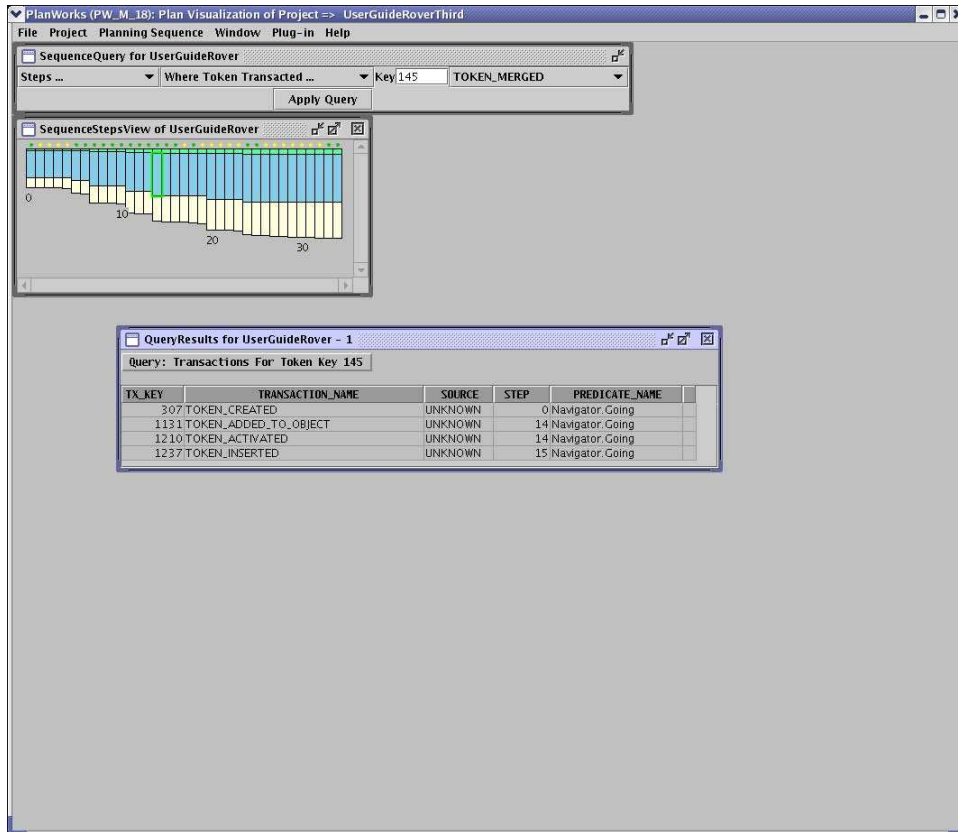 PlanWorks (PW_M_18): Plan Visualization of Project => UserGuideRoverThird
File Project Planning Sequence Window Plug-in Help
SequenceQuery for UserGuideRover
Steps ... Where Token Transacted ... Key 145 TOKEN_MERGED
Apply Query
SequenceStepsView of UserGuideRover
0
10
20
30
QueryResults for UserGuideRover - 1
Query: Transactions For Token Key 145
TX_KEY TRANSACTION_NAME SOURCE STEP PREDICATE_NAME
307 TOKEN_CREATED UNKNOWN 0 Navigator.Going
1131 TOKEN_ADDED_TO_OBJECT UNKNOWN 14 Navigator.Going
1210 TOKEN_ACTIVATED UNKNOWN 14 Navigator.Going
1237 TOKEN_INSERTED UNKNOWN 15 Navigator.Going